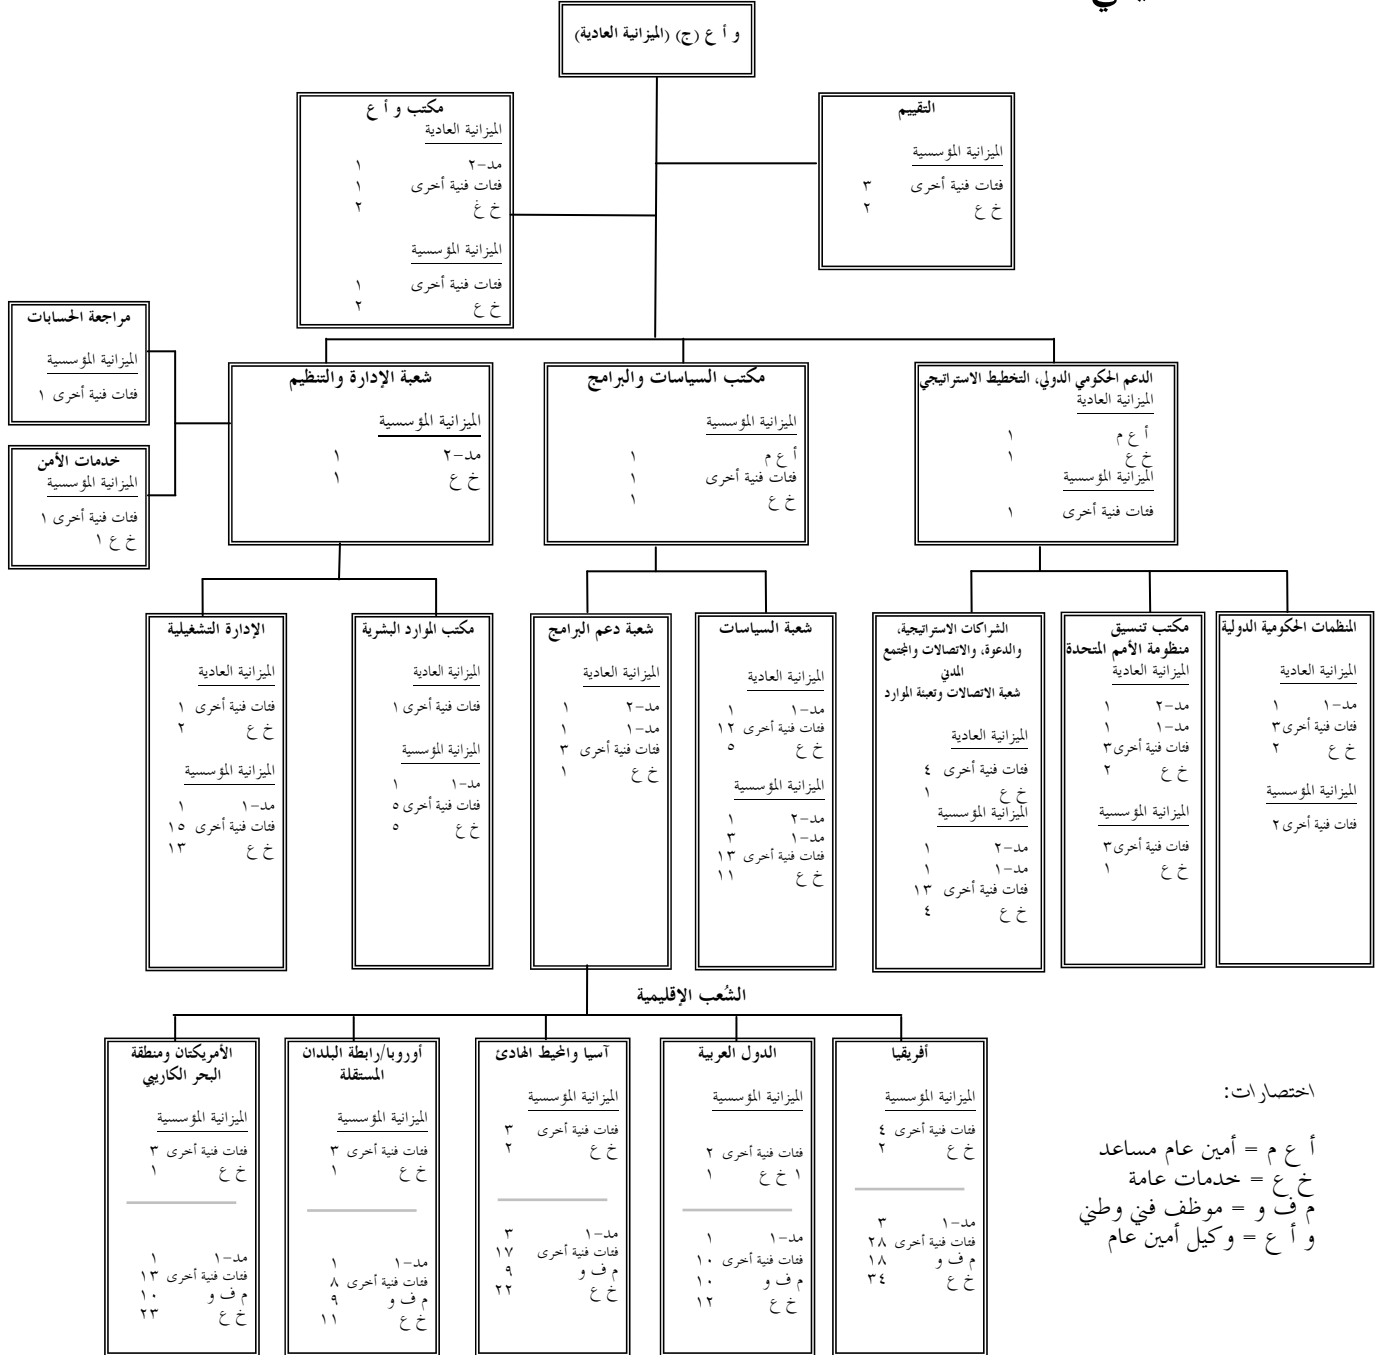 و أ ع (ج) (الميزانية العادية)
مكتب و أ ع
الميزانية العادية
مد-٢ ١
فئات فنية أخرى ١
خ غ ٢
الميزانية المؤسسية
فئات فنية أخرى ١
خ ع ٢
التقييم
الميزانية المؤسسية
فئات فنية أخرى ٣
خ ع ٢
مراجعة الحسابات
الميزانية المؤسسية
فئات فنية أخرى ١
خدمات الأمن
الميزانية المؤسسية
فئات فنية أخرى ١
خ ع ١
الدعم الحكومي الدولي، التخطيط الاستراتيجي
الميزانية العادية
أ ع م ١
خ ع ١
الميزانية المؤسسية
فئات فنية أخرى ١
مكتب السياسات والبرامج
الميزانية المؤسسية
أ ع م ١
فئات فنية أخرى ١
خ ع ١
شعبة الإدارة والتنظيم
الميزانية المؤسسية
مد-٢ ١
خ ع ١
المنظمات الحكومية الدولية
الميزانية العادية
مد-١ ١
فئات فنية أخرى ٣
خ ع ٢
الميزانية المؤسسية
فئات فنية أخرى ٢
مكتب تنسيق
منظومة الأمم المتحدة
الميزانية العادية
مد-٢ ١
مد-١ ١
فئات فنية أخرى ٣
خ ع ٢
الميزانية المؤسسية
فئات فنية أخرى ٣
خ ع ١
الشراكات الاستراتيجية،
والدعوة، والاتصالات والمجتمع
المدني
شعبة الاتصالات وتعبئة الموارد
الميزانية العادية
فئات فنية أخرى ٤
خ ع ١
الميزانية المؤسسية
مد-٢ ١
مد-١ ١
فئات فنية أخرى ١٣
خ ع ٤
شعبة السياسات
الميزانية العادية
مد-١ ١
فئات فنية أخرى ١٢
خ ع ٥
الميزانية المؤسسية
مد-٢ ١
مد-١ ٣
فئات فنية أخرى ١٣
خ ع ١١
شعبة دعم البرامج
الميزانية العادية
مد-٢ ١
مد-١ ١
فئات فنية أخرى ٣
خ ع ١
مكتب الموارد البشرية
الميزانية العادية
فئات فنية أخرى ١
الميزانية المؤسسية
مد-١ ١
فئات فنية أخرى ٥
خ ع ٥
الإدارة التشغيلية
الميزانية العادية
فئات فنية أخرى ١
خ ع ٢
الميزانية المؤسسية
مد-١ ١
فئات فنية أخرى ١٥
خ ع ١٣
الشُعب الإقليمية
أفريقيا
الميزانية المؤسسية
فئات فنية أخرى ٤
خ ع ٢
مد-١ ٣
فئات فنية أخرى ٢٨
م ف و ١٨
خ ع ٣٤
الدول العربية
الميزانية المؤسسية
فئات فنية أخرى ٢
١ خ ع ١
مد-١ ١
فئات فنية أخرى ١٠
م ف و ١٠
خ ع ١٢
آسيا والمحيط الهادئ
الميزانية المؤسسية
فئات فنية أخرى ٣
خ ع ٢
مد-١ ٣
فئات فنية أخرى ١٧
م ف و ٩
خ ع ٢٢
أوروبا/رابطة البلدان
المستقلة
الميزانية المؤسسية
فئات فنية أخرى ٣
خ ع ١
مد-١ ١
فئات فنية أخرى ٨
م ف و ٩
خ ع ١١
الأمريكتان ومنطقة
البحر الكاريبي
الميزانية المؤسسية
فئات فنية أخرى ٣
خ ع ١
مد-١ ١
فئات فنية أخرى ١٣
م ف و ١٠
خ ع ٢٣
اختصارات:
أ ع م = أمين عام مساعد
خ ع = خدمات عامة
م ف و = موظف فني وطني
و أ ع = وكيل أمين عام